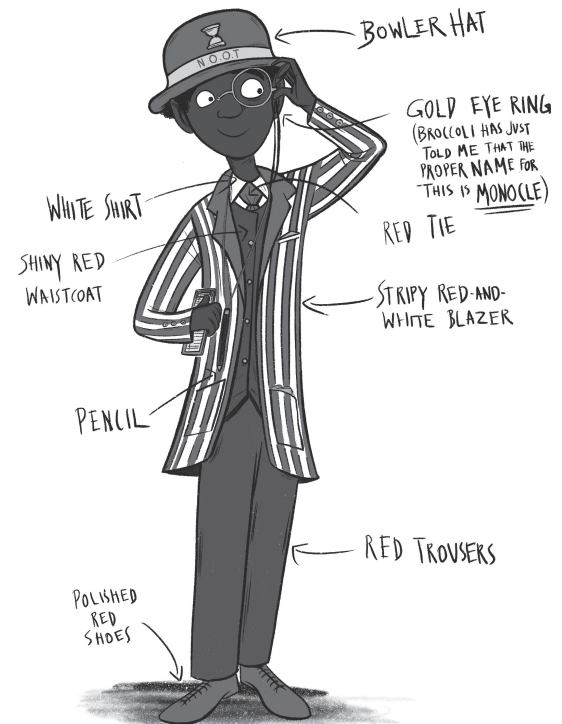 BOWLER HAT
N.O.O.T
GOLD EYE RING
(BROCCOLI HAS JUST
TOLD ME THAT THE
PROPER NAME FOR
THIS IS MONOCLE)
WHITE SHIRT
RED TIE
SHINY RED
WAISTCOAT
STRIPY RED-AND-
WHITE BLAZER
PENCIL
RED TROUSERS
POLISHED
RED
SHOES